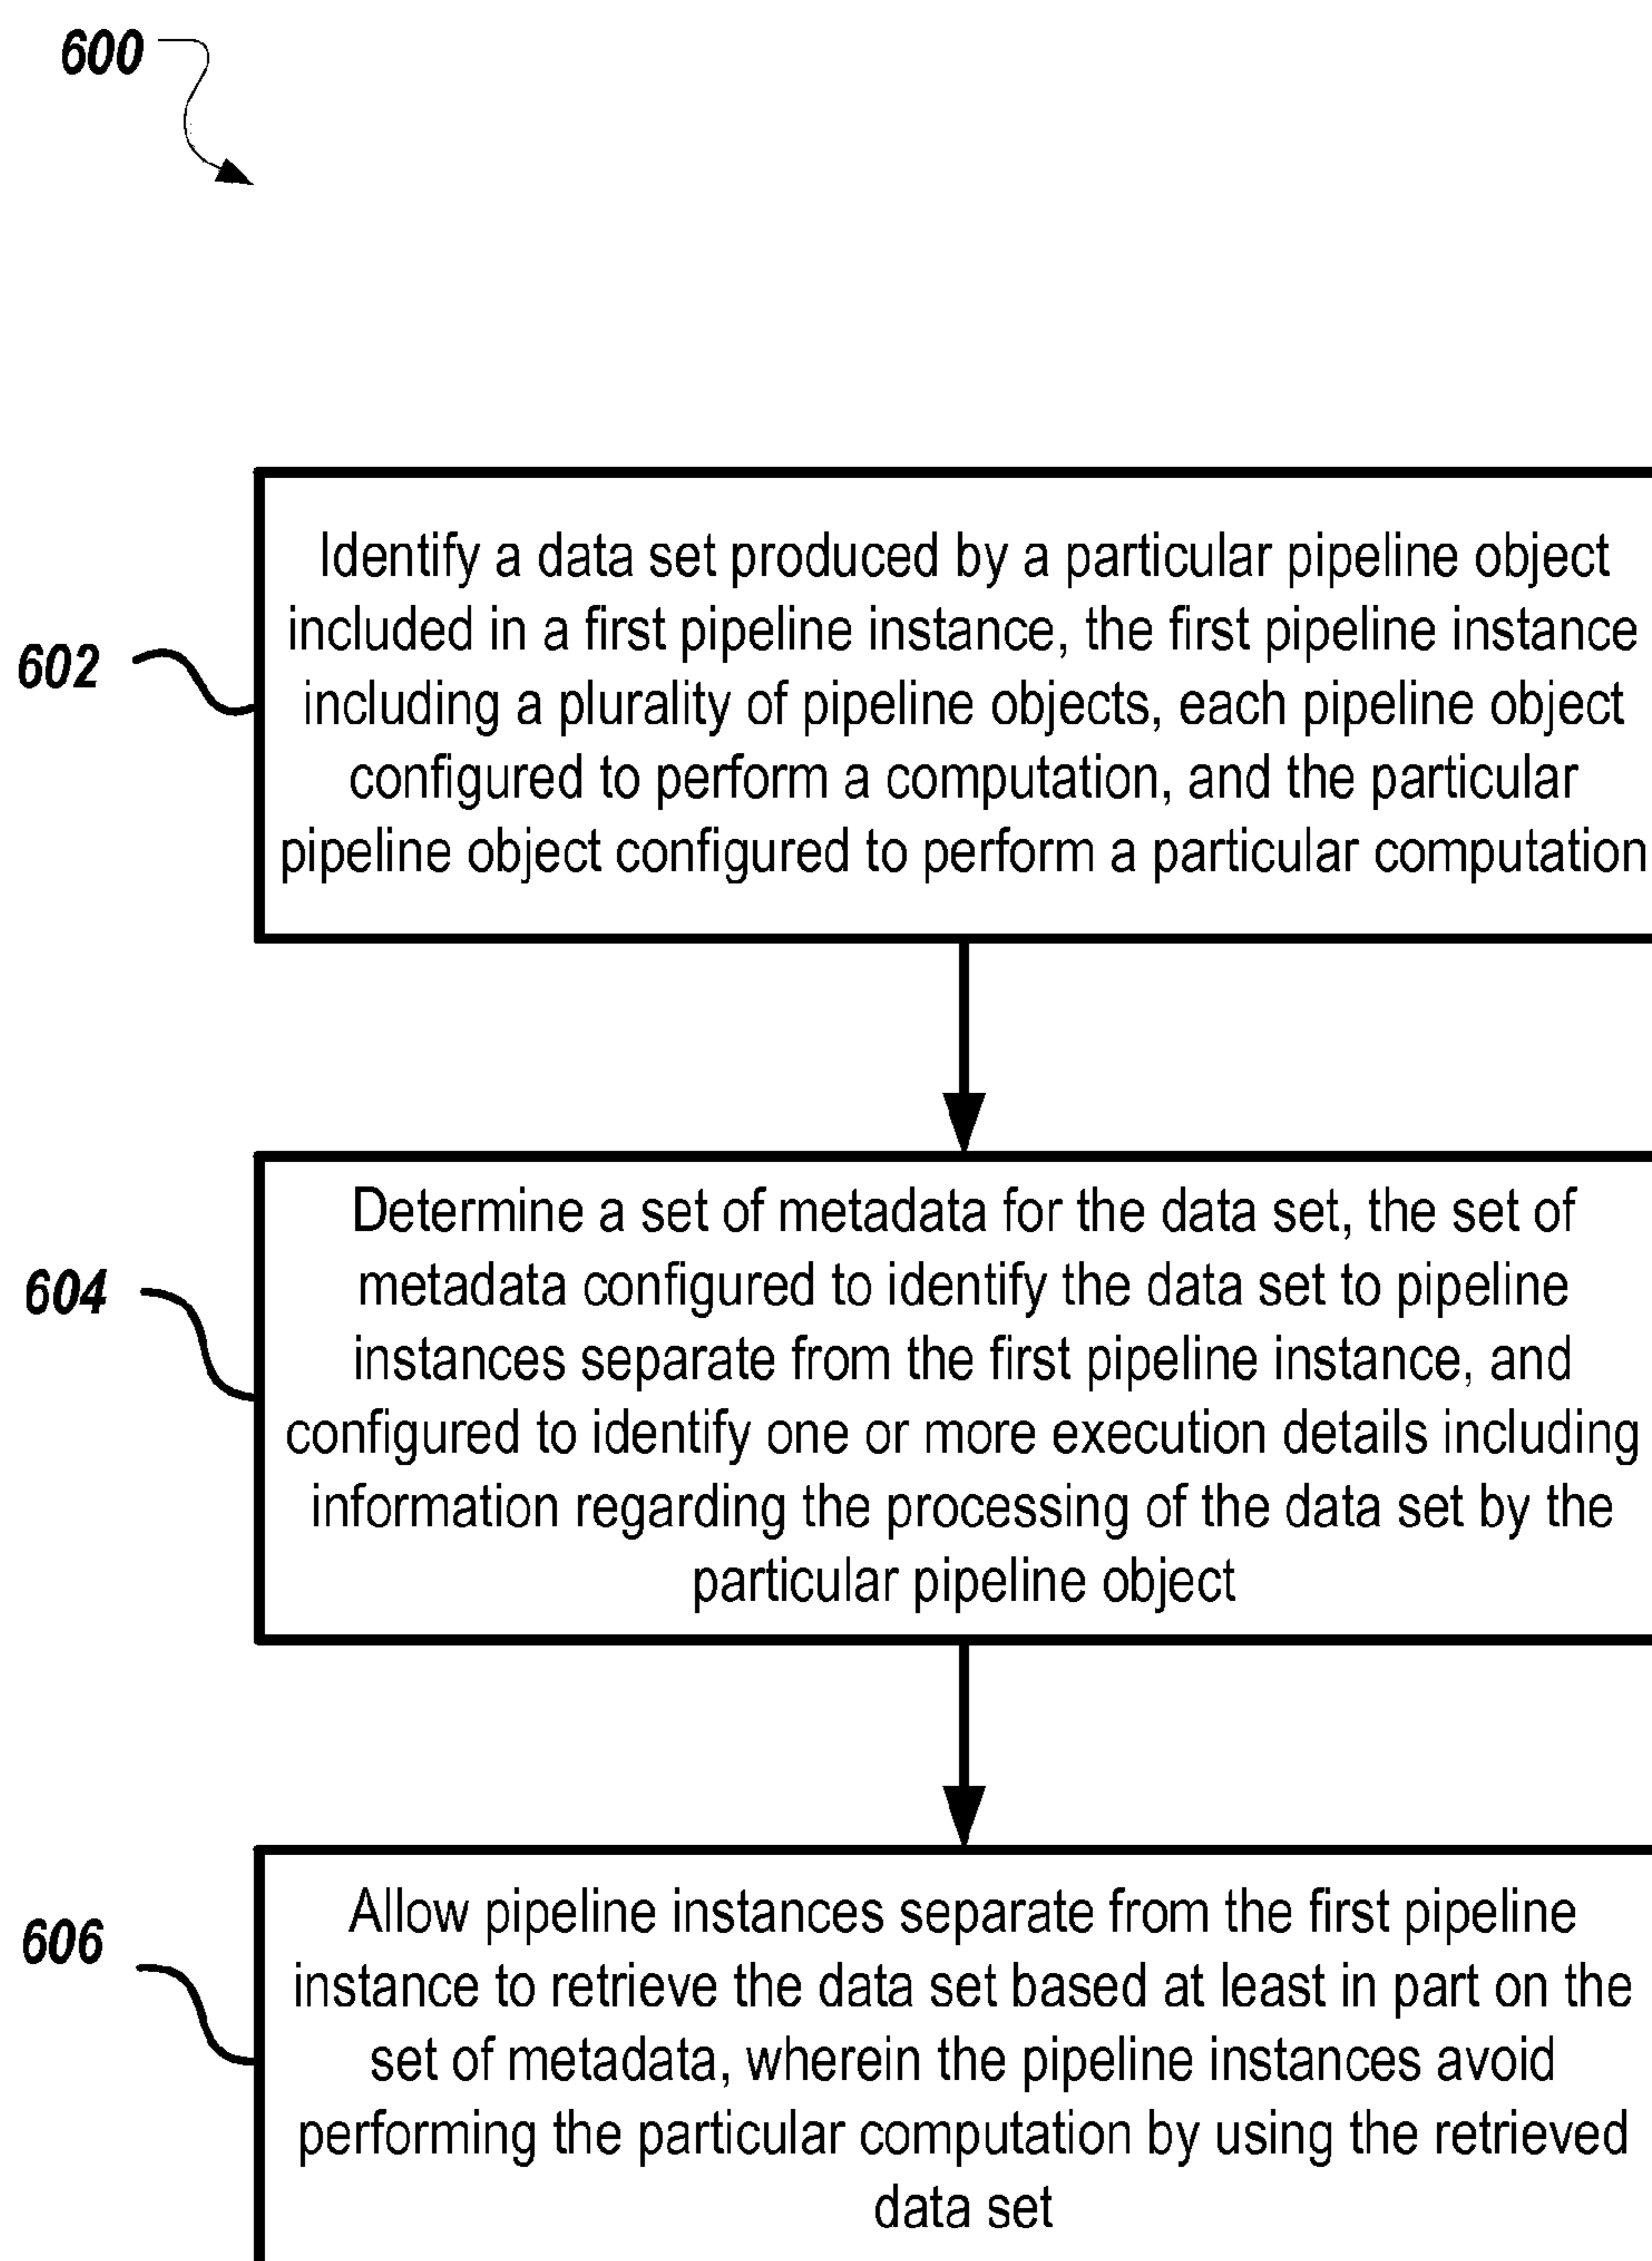 600
Identify a data set produced by a particular pipeline object
included in a first pipeline instance, the first pipeline instance
602
including a plurality of pipeline objects, each pipeline object
configured to perform a computation, and the particular
pipeline object configured to perform a particular computation
Determine a set of metadata for the data set, the set of
604
metadata configured to identify the data set to pipeline
instances separate from the first pipeline instance, and
configured to identify one or more execution details including
information regarding the processing of the data set by the
particular pipeline object
Allow pipeline instances separate from the first pipeline
606
instance to retrieve the data set based at least in part on the
set of metadata, wherein the pipeline instances avoid
performing the particular computation by using the retrieved
data set